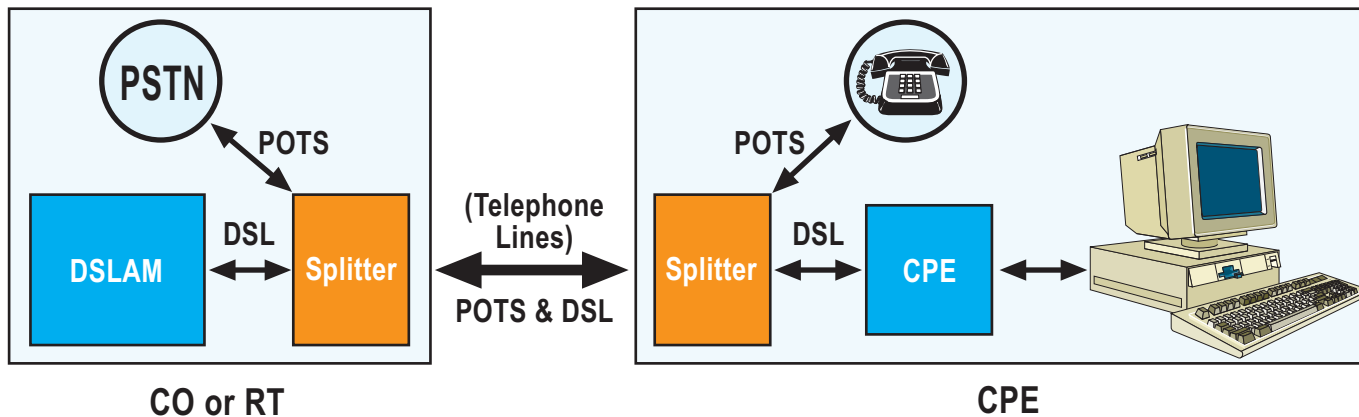 PSTN
POTS
DSLAM
DSL
Splitter
(Telephone
Lines)
POTS & DSL
POTS
Splitter
DSL
CPE
CO or RT
CPE